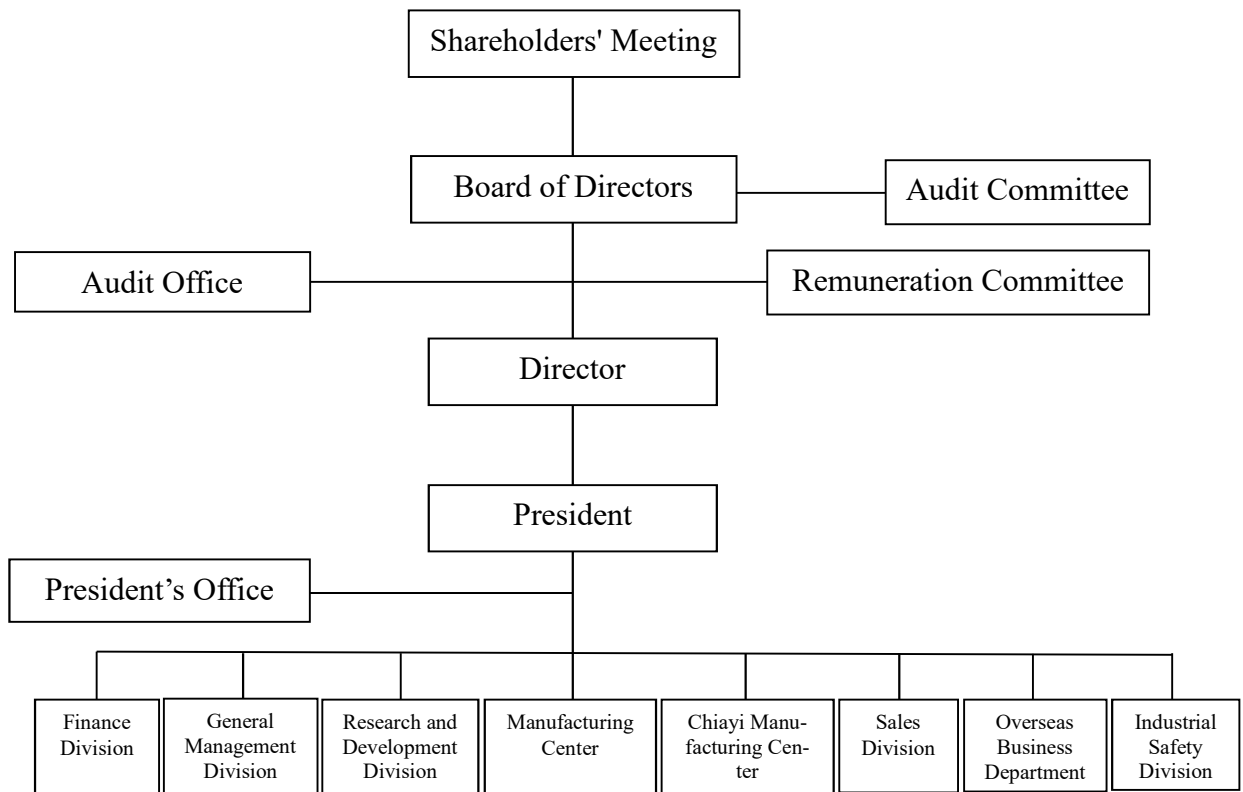 Shareholders' Meeting
Board of Directors
Audit Committee
Audit Office
Remuneration Committee
Director
President
President’s Office
Finance
Division
General
Management
Division
Research and
Development
Division
Manufacturing
Center
Chiayi Manu-
facturing Cen-
ter
Sales
Division
Overseas
Business
Department
Industrial
Safety
Division